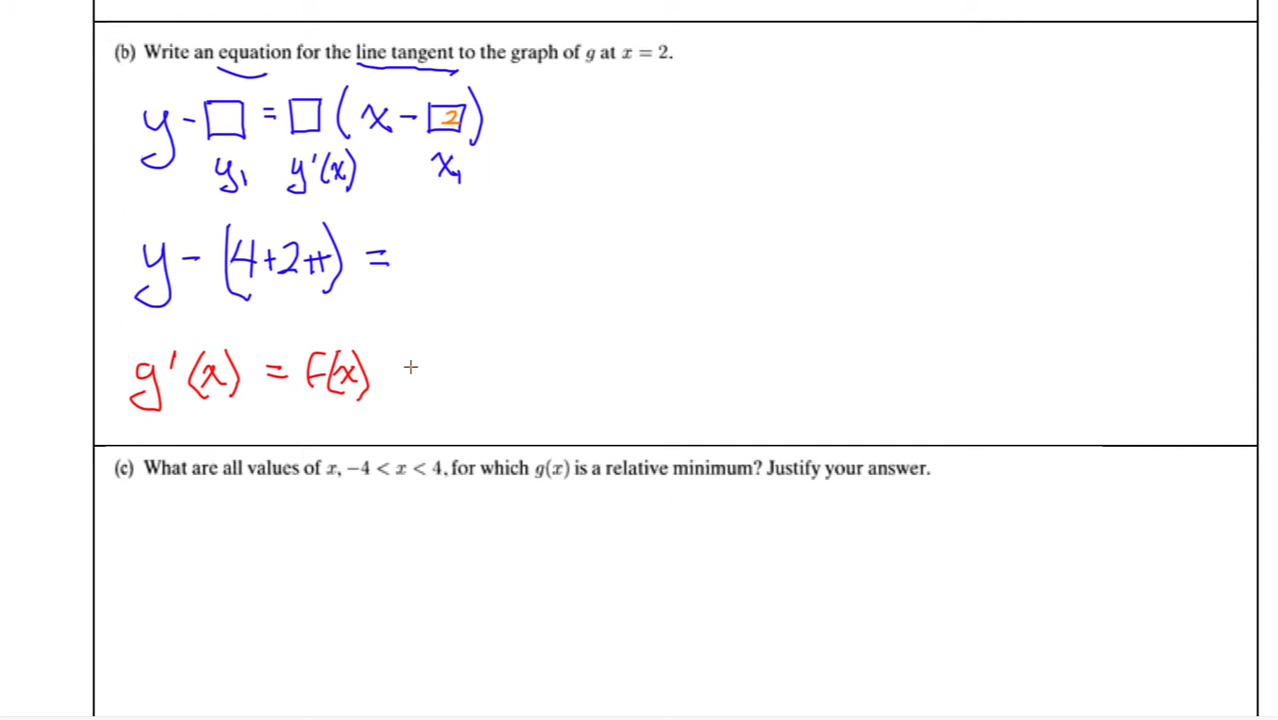 (b) Write an equation for the line tangent to the graph of g at x = 2.
y - □ = □ ( x - 2 )
y₁ y'(x) x₁
y - (4+2π) =
g'(x) = f(x)
(c) What are all values of x, −4 < x < 4, for which g(x) is a relative minimum? Justify your answer.